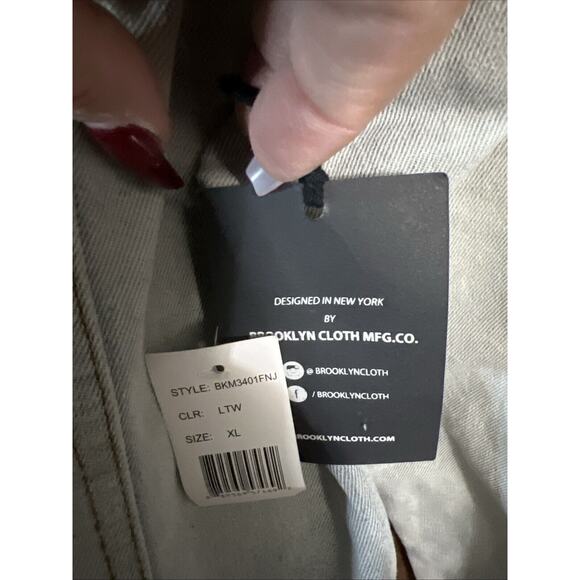 DESIGNED IN NEW YORK
BY
BROOKLYN CLOTH MFG.CO.
@ BROOKLYNCLOTH
f / BROOKLYNCLOTH
BROOKLYNCLOTH.COM
STYLE: BKM3401FNJ
CLR: LTW
SIZE: XL